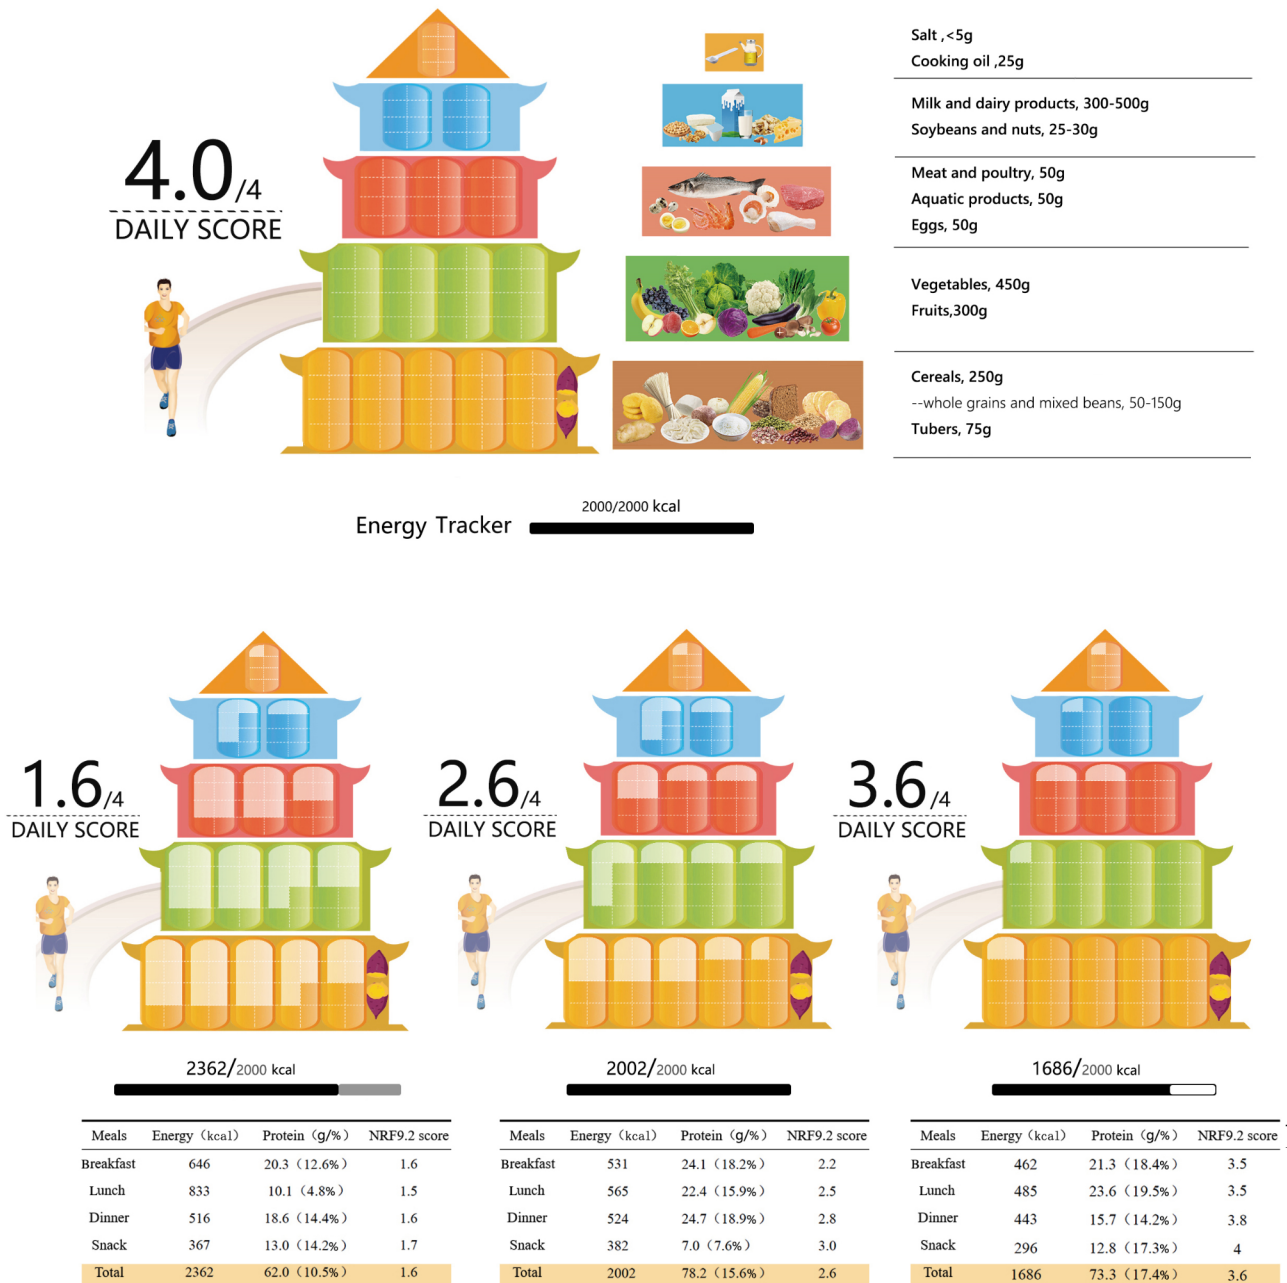 Salt ,<5g
Cooking oil ,25g
Milk and dairy products, 300-500g
Soybeans and nuts, 25-30g
4.0/4
DAILY SCORE
Meat and poultry, 50g
Aquatic products, 50g
Eggs, 50g
Vegetables, 450g
Fruits,300g
Cereals, 250g
--whole grains and mixed beans, 50-150g
Tubers, 75g
Energy Tracker 2000/2000 kcal
1.6/4
DAILY SCORE
2362/2000 kcal
Meals Energy (kcal) Protein (g/%) NRF9.2 score
Breakfast 646 20.3 (12.6%) 1.6
Lunch 833 10.1 (4.8%) 1.5
Dinner 516 18.6 (14.4%) 1.6
Snack 367 13.0 (14.2%) 1.7
Total 2362 62.0 (10.5%) 1.6
2.6/4
DAILY SCORE
2002/2000 kcal
Meals Energy (kcal) Protein (g/%) NRF9.2 score
Breakfast 531 24.1 (18.2%) 2.2
Lunch 565 22.4 (15.9%) 2.5
Dinner 524 24.7 (18.9%) 2.8
Snack 382 7.0 (7.6%) 3.0
Total 2002 78.2 (15.6%) 2.6
3.6/4
DAILY SCORE
1686/2000 kcal
Meals Energy (kcal) Protein (g/%) NRF9.2 score
Breakfast 462 21.3 (18.4%) 3.5
Lunch 485 23.6 (19.5%) 3.5
Dinner 443 15.7 (14.2%) 3.8
Snack 296 12.8 (17.3%) 4
Total 1686 73.3 (17.4%) 3.6